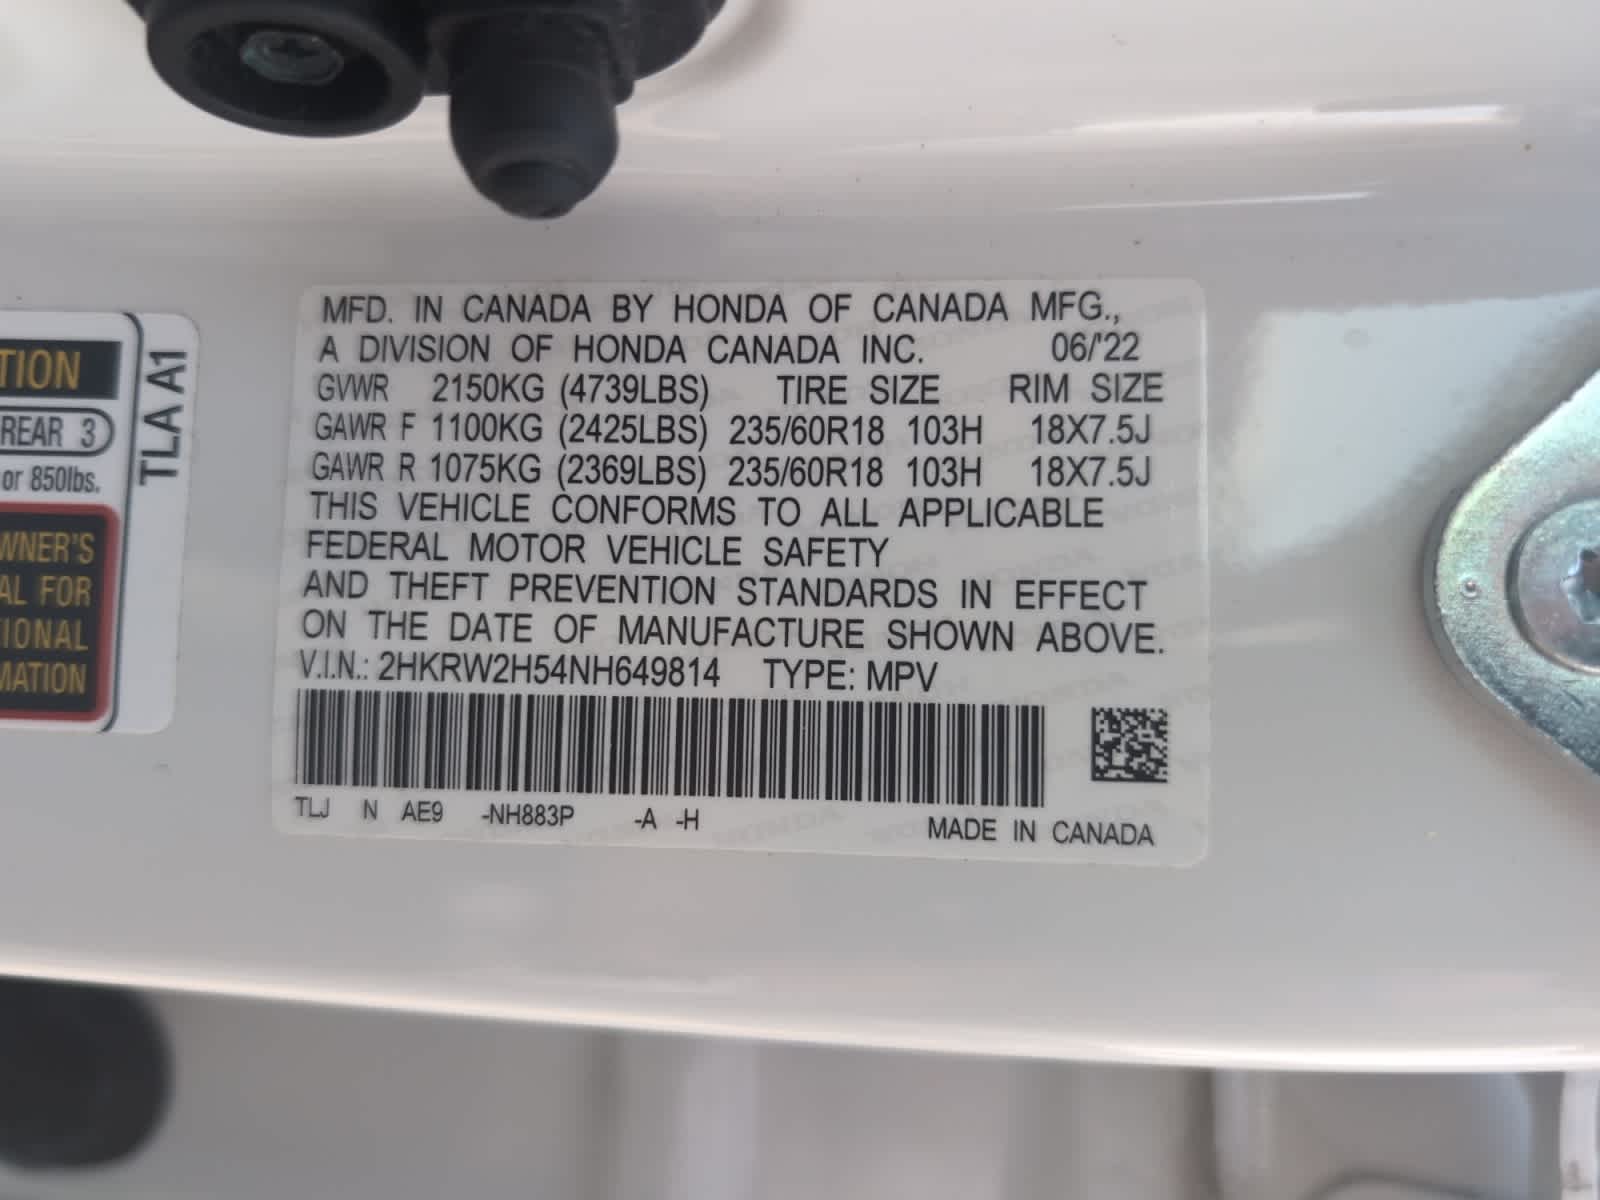 TION
REAR 3
or 850lbs.
WNER'S
AL FOR
TIONAL
MATION
TLA A1
MFD. IN CANADA BY HONDA OF CANADA MFG.,
A DIVISION OF HONDA CANADA INC. 06/'22
GVWR 2150KG (4739LBS) TIRE SIZE RIM SIZE
GAWR F 1100KG (2425LBS) 235/60R18 103H 18X7.5J
GAWR R 1075KG (2369LBS) 235/60R18 103H 18X7.5J
THIS VEHICLE CONFORMS TO ALL APPLICABLE
FEDERAL MOTOR VEHICLE SAFETY
AND THEFT PREVENTION STANDARDS IN EFFECT
ON THE DATE OF MANUFACTURE SHOWN ABOVE.
V.I.N.: 2HKRW2H54NH649814 TYPE: MPV
TLJ N AE9 -NH883P -A -H
MADE IN CANADA